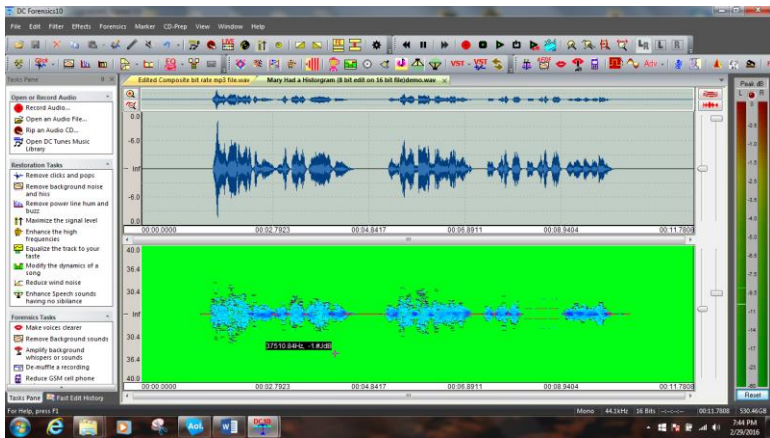 DC Forensics10
File Edit Filter Effects Forensics Marker CD-Prep View Window Help
VST VST Adv
Tasks Pane
Edited Composite bit rate mp3 file.wav Mary Had a Historgram (8 bit edit on 16 bit file)demo.wav
Peak dB
L R
Open or Record Audio
Record Audio...
Open an Audio File...
Rip an Audio CD...
Open DC Tunes Music
Library
Restoration Tasks
Remove clicks and pops
Remove background noise
and hiss
Remove power line hum and
buzz
Maximize the signal level
Enhance the high
frequencies
Equalize the track to your
taste
Modify the dynamics of a
song
Reduce wind noise
Enhance Speech sounds
having no sibilance
Forensics Tasks
Make voices clearer
Remove Background sounds
Amplify background
whispers or sounds
De-muffle a recording
Reduce GSM cell phone
Tasks Pane Fast Edit History
0.0
-6.0
- Inf
-6.0
0.0
00:00.0000 00:02.7923 00:04.8417 00:06.8911 00:08.9404 00:11.7808
40.0
36.4
30.4
- Inf
30.4
36.4
40.0
37510.84Hz, -1.#JdB
00:00.0000 00:02.7923 00:04.8417 00:06.8911 00:08.9404 00:11.7808
Reset
For Help, press F1
Mono 44.1kHz 16 Bits --:--:-- 00:11.7808 530.46GB
Aol.
7:44 PM
2/29/2016